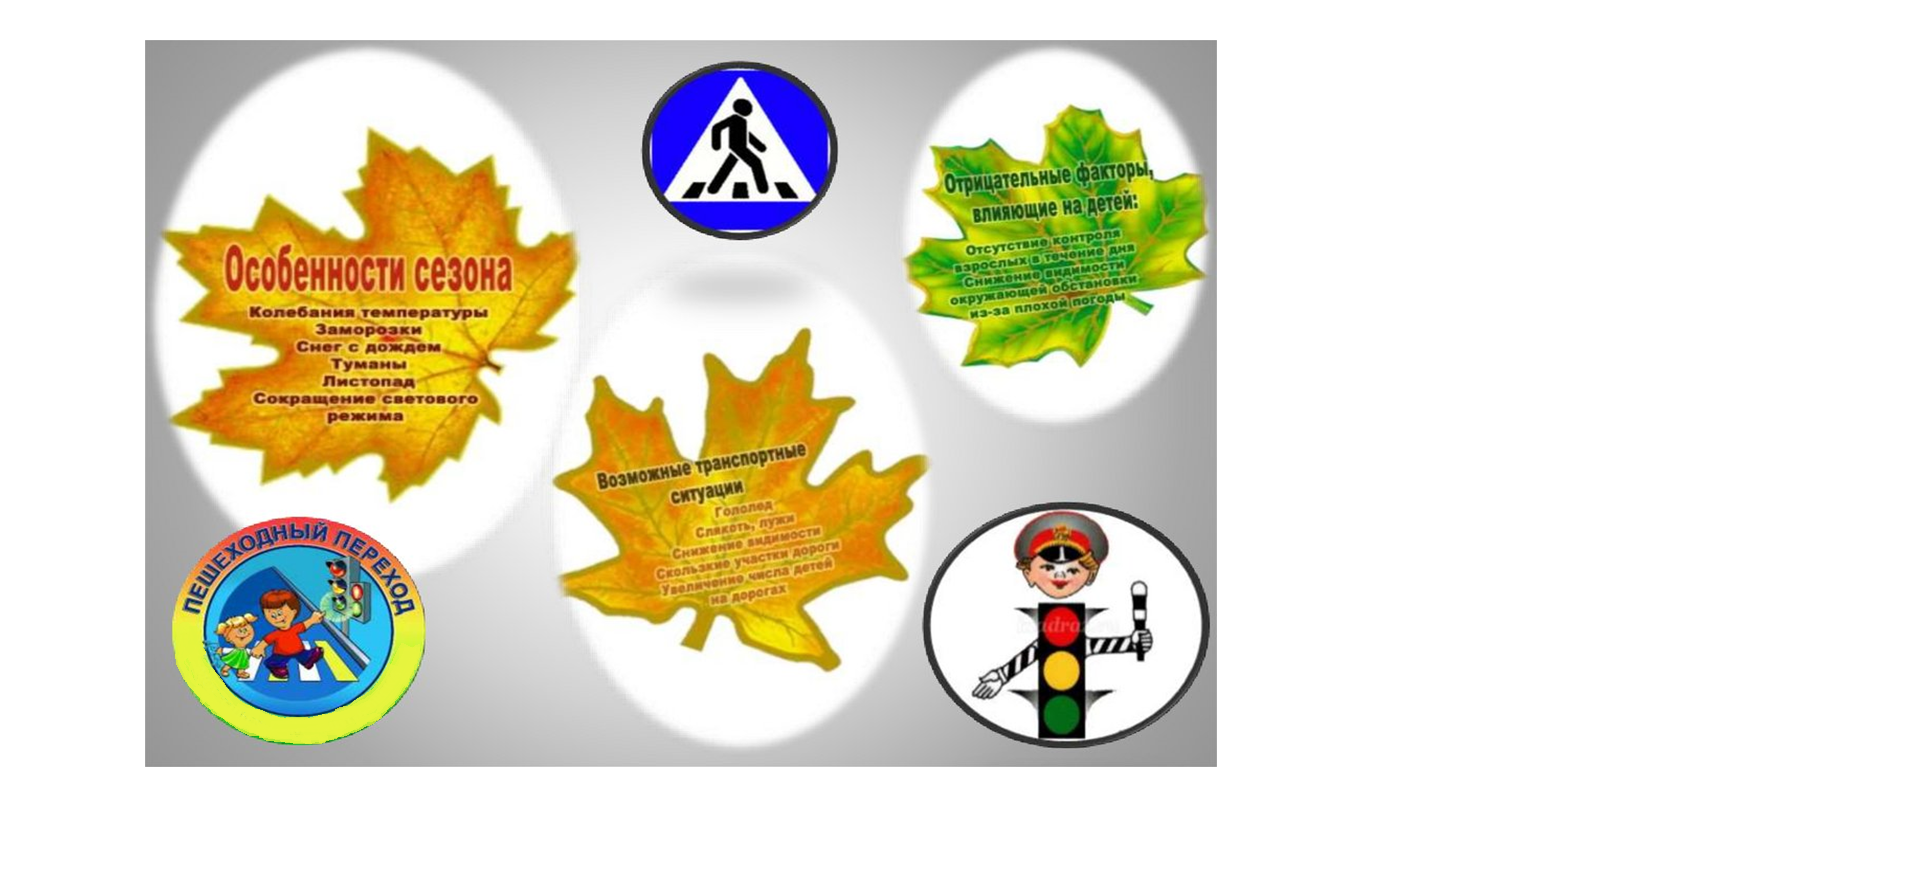 Особенности сезона
Колебания температуры
Заморозки
Снег с дождем
Туманы
Листопад
Сокращение светового
режима
Отрицательные факторы,
влияющие на детей:
Отсутствие контроля
взрослых в течение дня
Снижение видимости
окружающей обстановки
из-за плохой погоды
Возможные транспортные
ситуации
Гололед
Слякоть, лужи
Снижение видимости
Скользкие участки дороги
Увеличение числа детей
на дорогах
ПЕШЕХОДНЫЙ ПЕРЕХОД